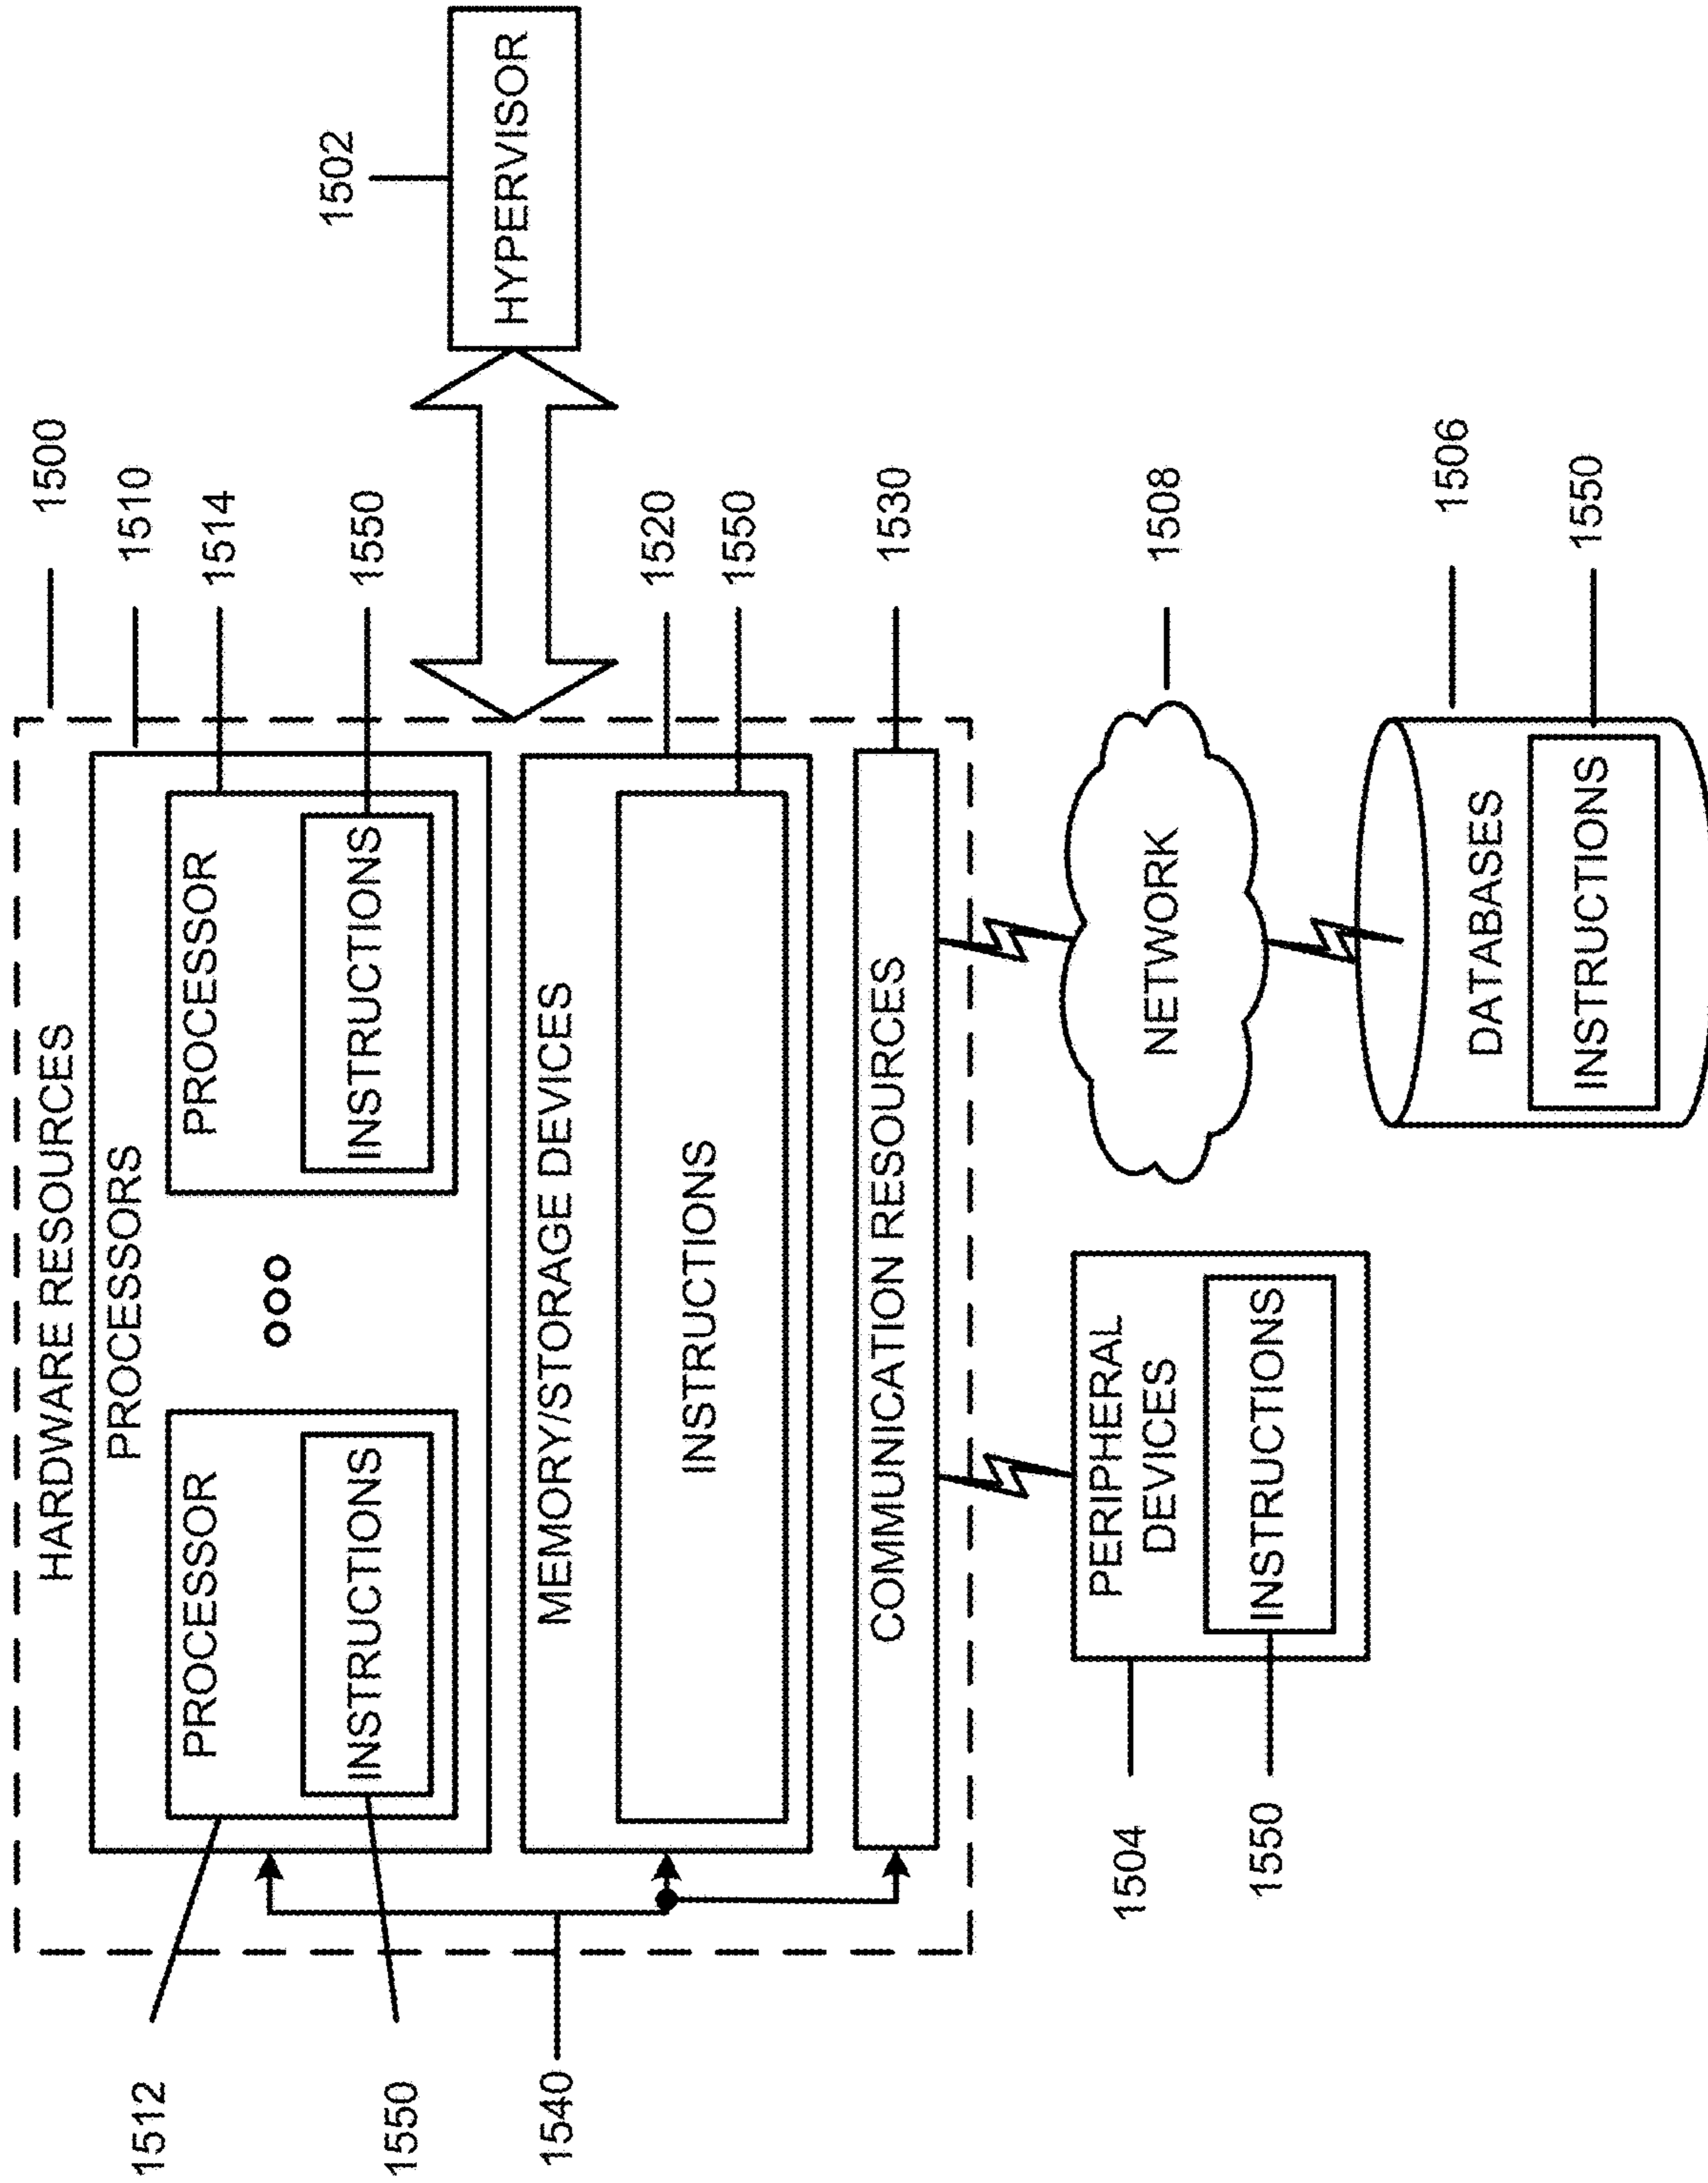 HARDWARE RESOURCES
1500
PROCESSORS
1510
1512
PROCESSOR
PROCESSOR
1514
1550
INSTRUCTIONS
INSTRUCTIONS
1550
1502
HYPERVISOR
1540
MEMORY/STORAGE DEVICES
1520
INSTRUCTIONS
1550
COMMUNICATION RESOURCES
1530
1504
PERIPHERAL
DEVICES
1550
INSTRUCTIONS
NETWORK
1508
DATABASES
1506
INSTRUCTIONS
1550